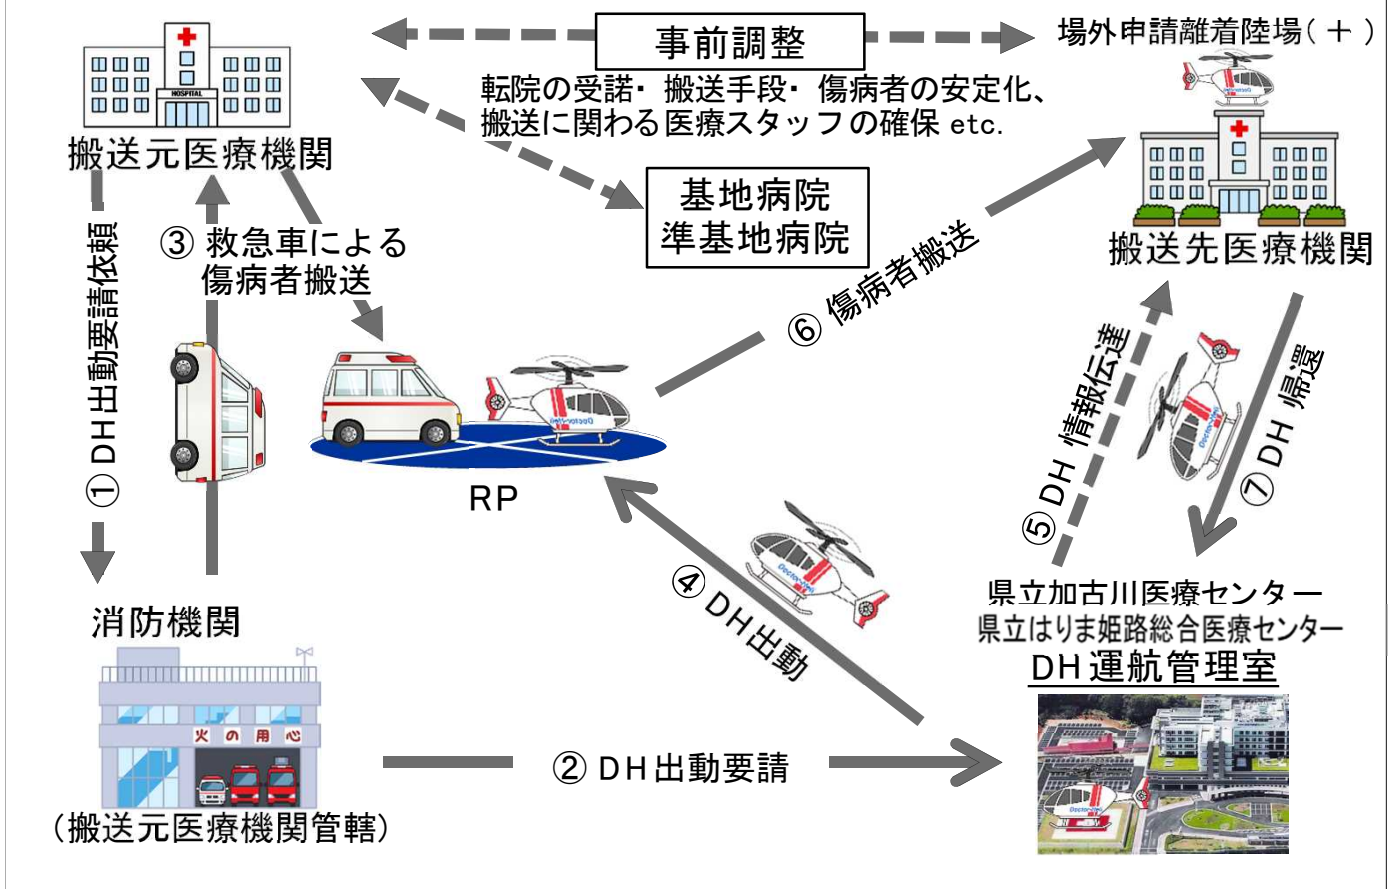 事前調整
場外申請離着陸場(＋)
転院の受諾・搬送手段・傷病者の安定化、
搬送に関わる医療スタッフの確保 etc.
HOSPITAL
搬送元医療機関
基地病院
準基地病院
搬送先医療機関
① DH出動要請依頼
③ 救急車による
傷病者搬送
⑥ 傷病者搬送
⑤ DH 情報伝達
⑦ DH 帰還
Doctor-Heli
RP
④ DH出動
Doctor-Heli
消防機関
県立加古川医療センター
県立はりま姫路総合医療センター
DH 運航管理室
火の用心
② DH出動要請
Doctor-Heli
(搬送元医療機関管轄)